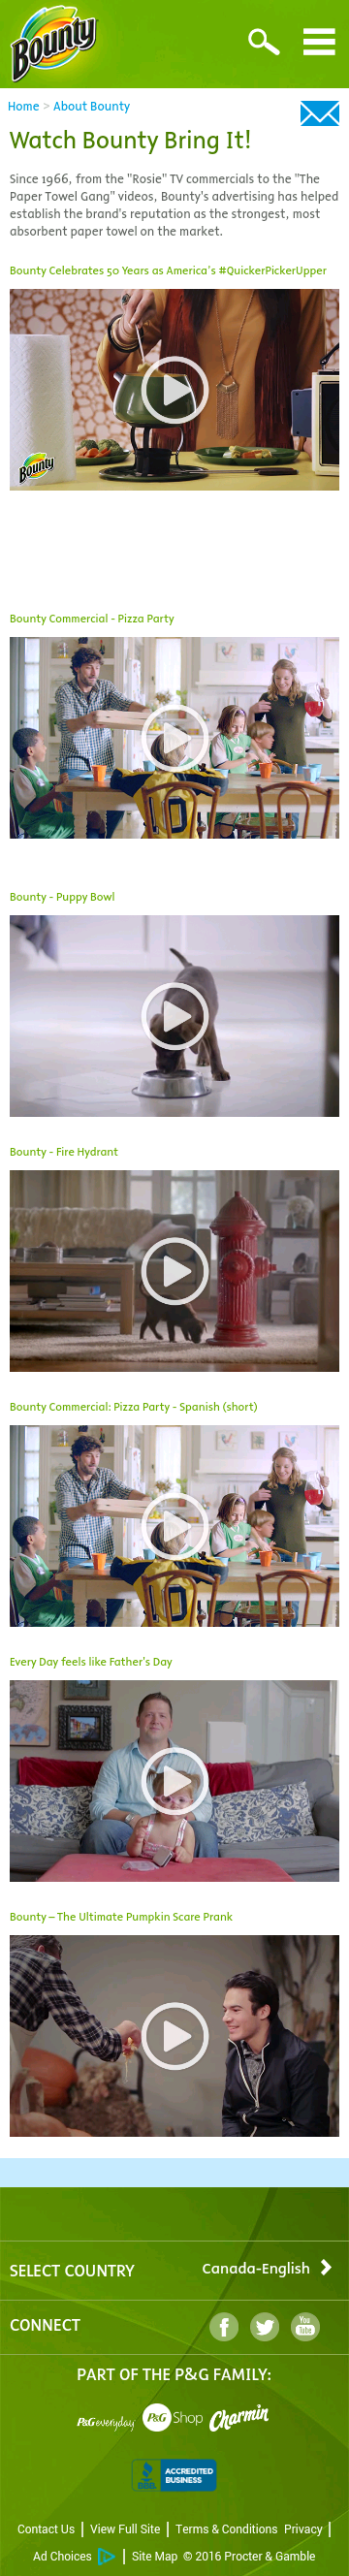 Bounty
Home > About Bounty
Watch Bounty Bring It!
Since 1966, from the "Rosie" TV commercials to the "The
Paper Towel Gang" videos, Bounty's advertising has helped
establish the brand's reputation as the strongest, most
absorbent paper towel on the market.
Bounty Celebrates 50 Years as America's #QuickerPickerUpper
Bounty
Bounty Commercial - Pizza Party
Bounty - Puppy Bowl
Bounty - Fire Hydrant
Bounty Commercial: Pizza Party - Spanish (short)
Every Day feels like Father's Day
Bounty – The Ultimate Pumpkin Scare Prank
SELECT COUNTRY Canada-English
CONNECT
You Tube
PART OF THE P&G FAMILY:
P&G everyday P&G Shop Charmin
BBB ACCREDITED BUSINESS
Contact Us | View Full Site | Terms & Conditions Privacy |
Ad Choices | Site Map © 2016 Procter & Gamble